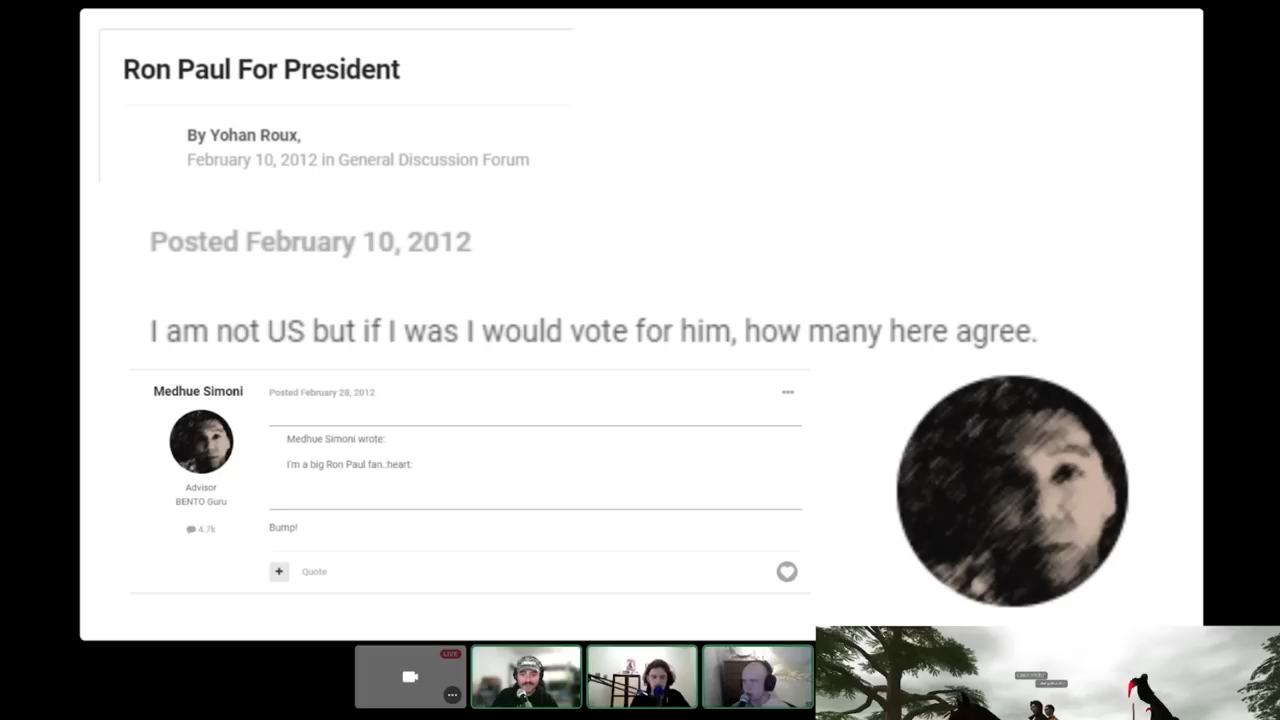 Ron Paul For President
By Yohan Roux,
February 10, 2012 in General Discussion Forum
Posted February 10, 2012
I am not US but if I was I would vote for him, how many here agree.
Medhue Simoni
Posted February 28, 2012
Medhue Simoni wrote:
I'm a big Ron Paul fan.:heart:
Advisor
BENTO Guru
4.7k
Bump!
+ Quote
LIVE